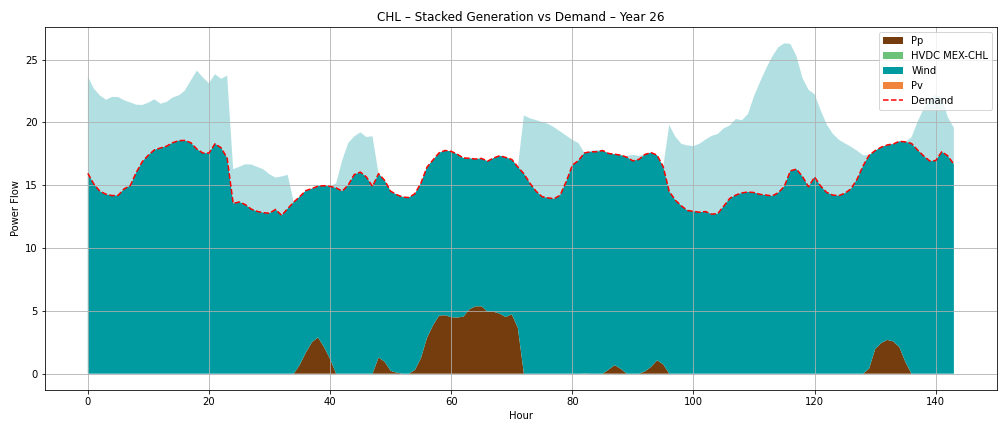 CHL – Stacked Generation vs Demand – Year 26
Pp
HVDC MEX-CHL
Wind
Pv
Demand
Power Flow
25
20
15
10
5
0
0 20 40 60 80 100 120 140
Hour